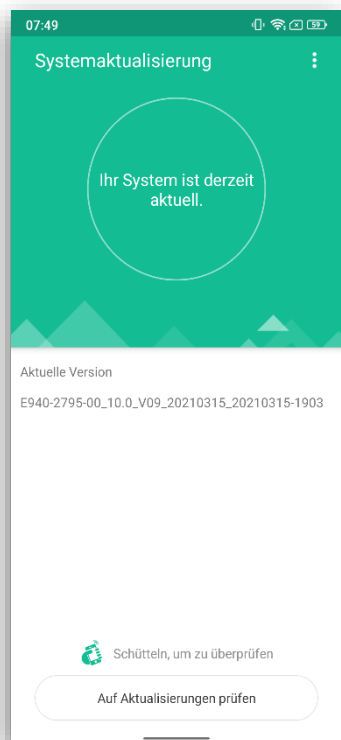 07:49
59
Systemaktualisierung
Ihr System ist derzeit
aktuell.
Aktuelle Version
E940-2795-00_10.0_V09_20210315_20210315-1903
Schütteln, um zu überprüfen
Auf Aktualisierungen prüfen